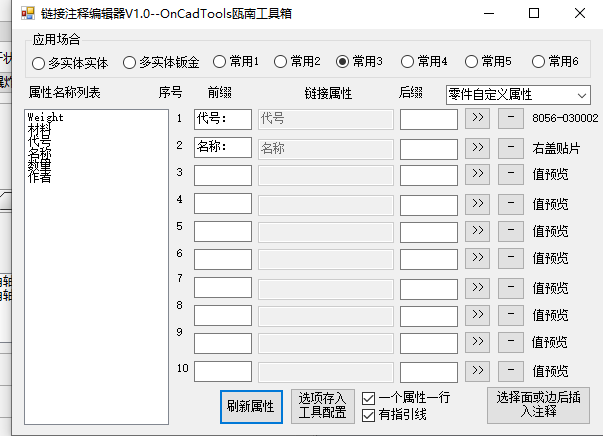 链接注释编辑器V1.0--OnCadTools瓯南工具箱
应用场合
多实体实体 多实体钣金 常用1 常用2 常用3 常用4 常用5 常用6
属性名称列表 序号 前缀 链接属性 后缀 零件自定义属性
Weight
材料
代号
名称
数量
作者
1 代号: 代号 >> - 8056-030002
2 名称: 名称 >> - 右盖贴片
3 >> - 值预览
4 >> - 值预览
5 >> - 值预览
6 >> - 值预览
7 >> - 值预览
8 >> - 值预览
9 >> - 值预览
10 >> - 值预览
刷新属性
选项存入
工具配置
一个属性一行
有指引线
选择面或边后插
入注释